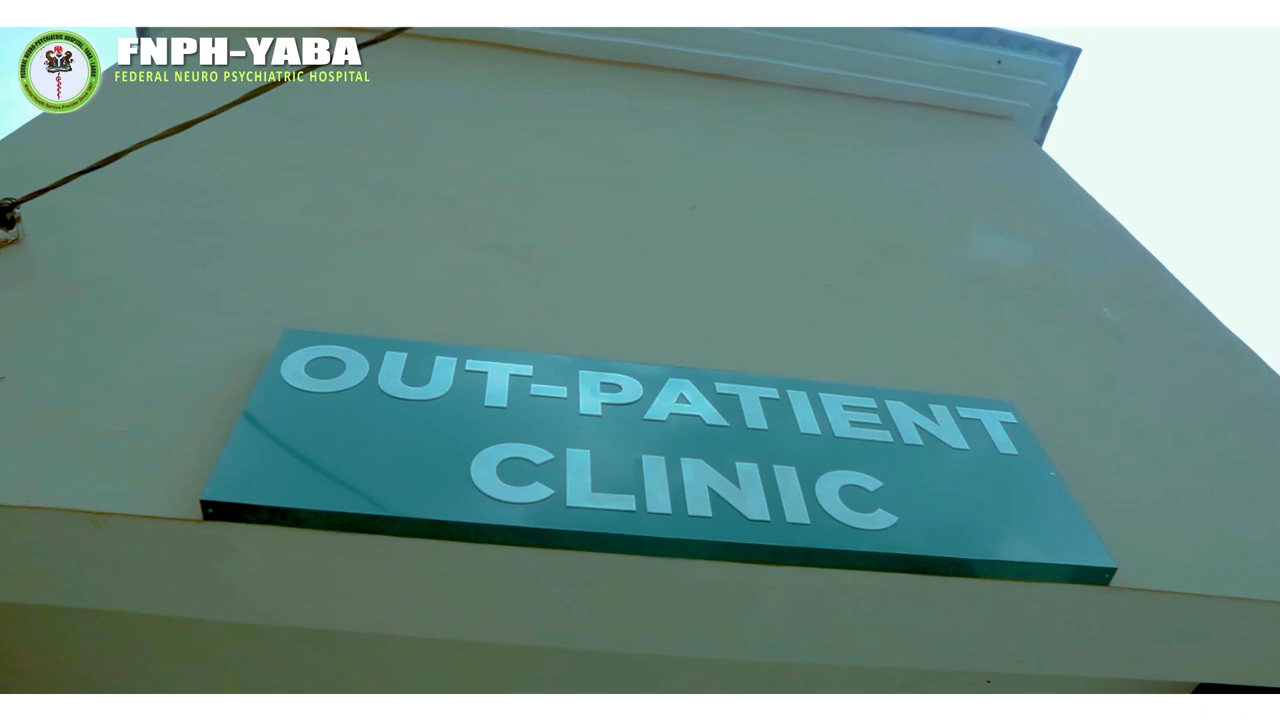 FNPH-YABA
FEDERAL NEURO PSYCHIATRIC HOSPITAL
OUT-PATIENT
CLINIC